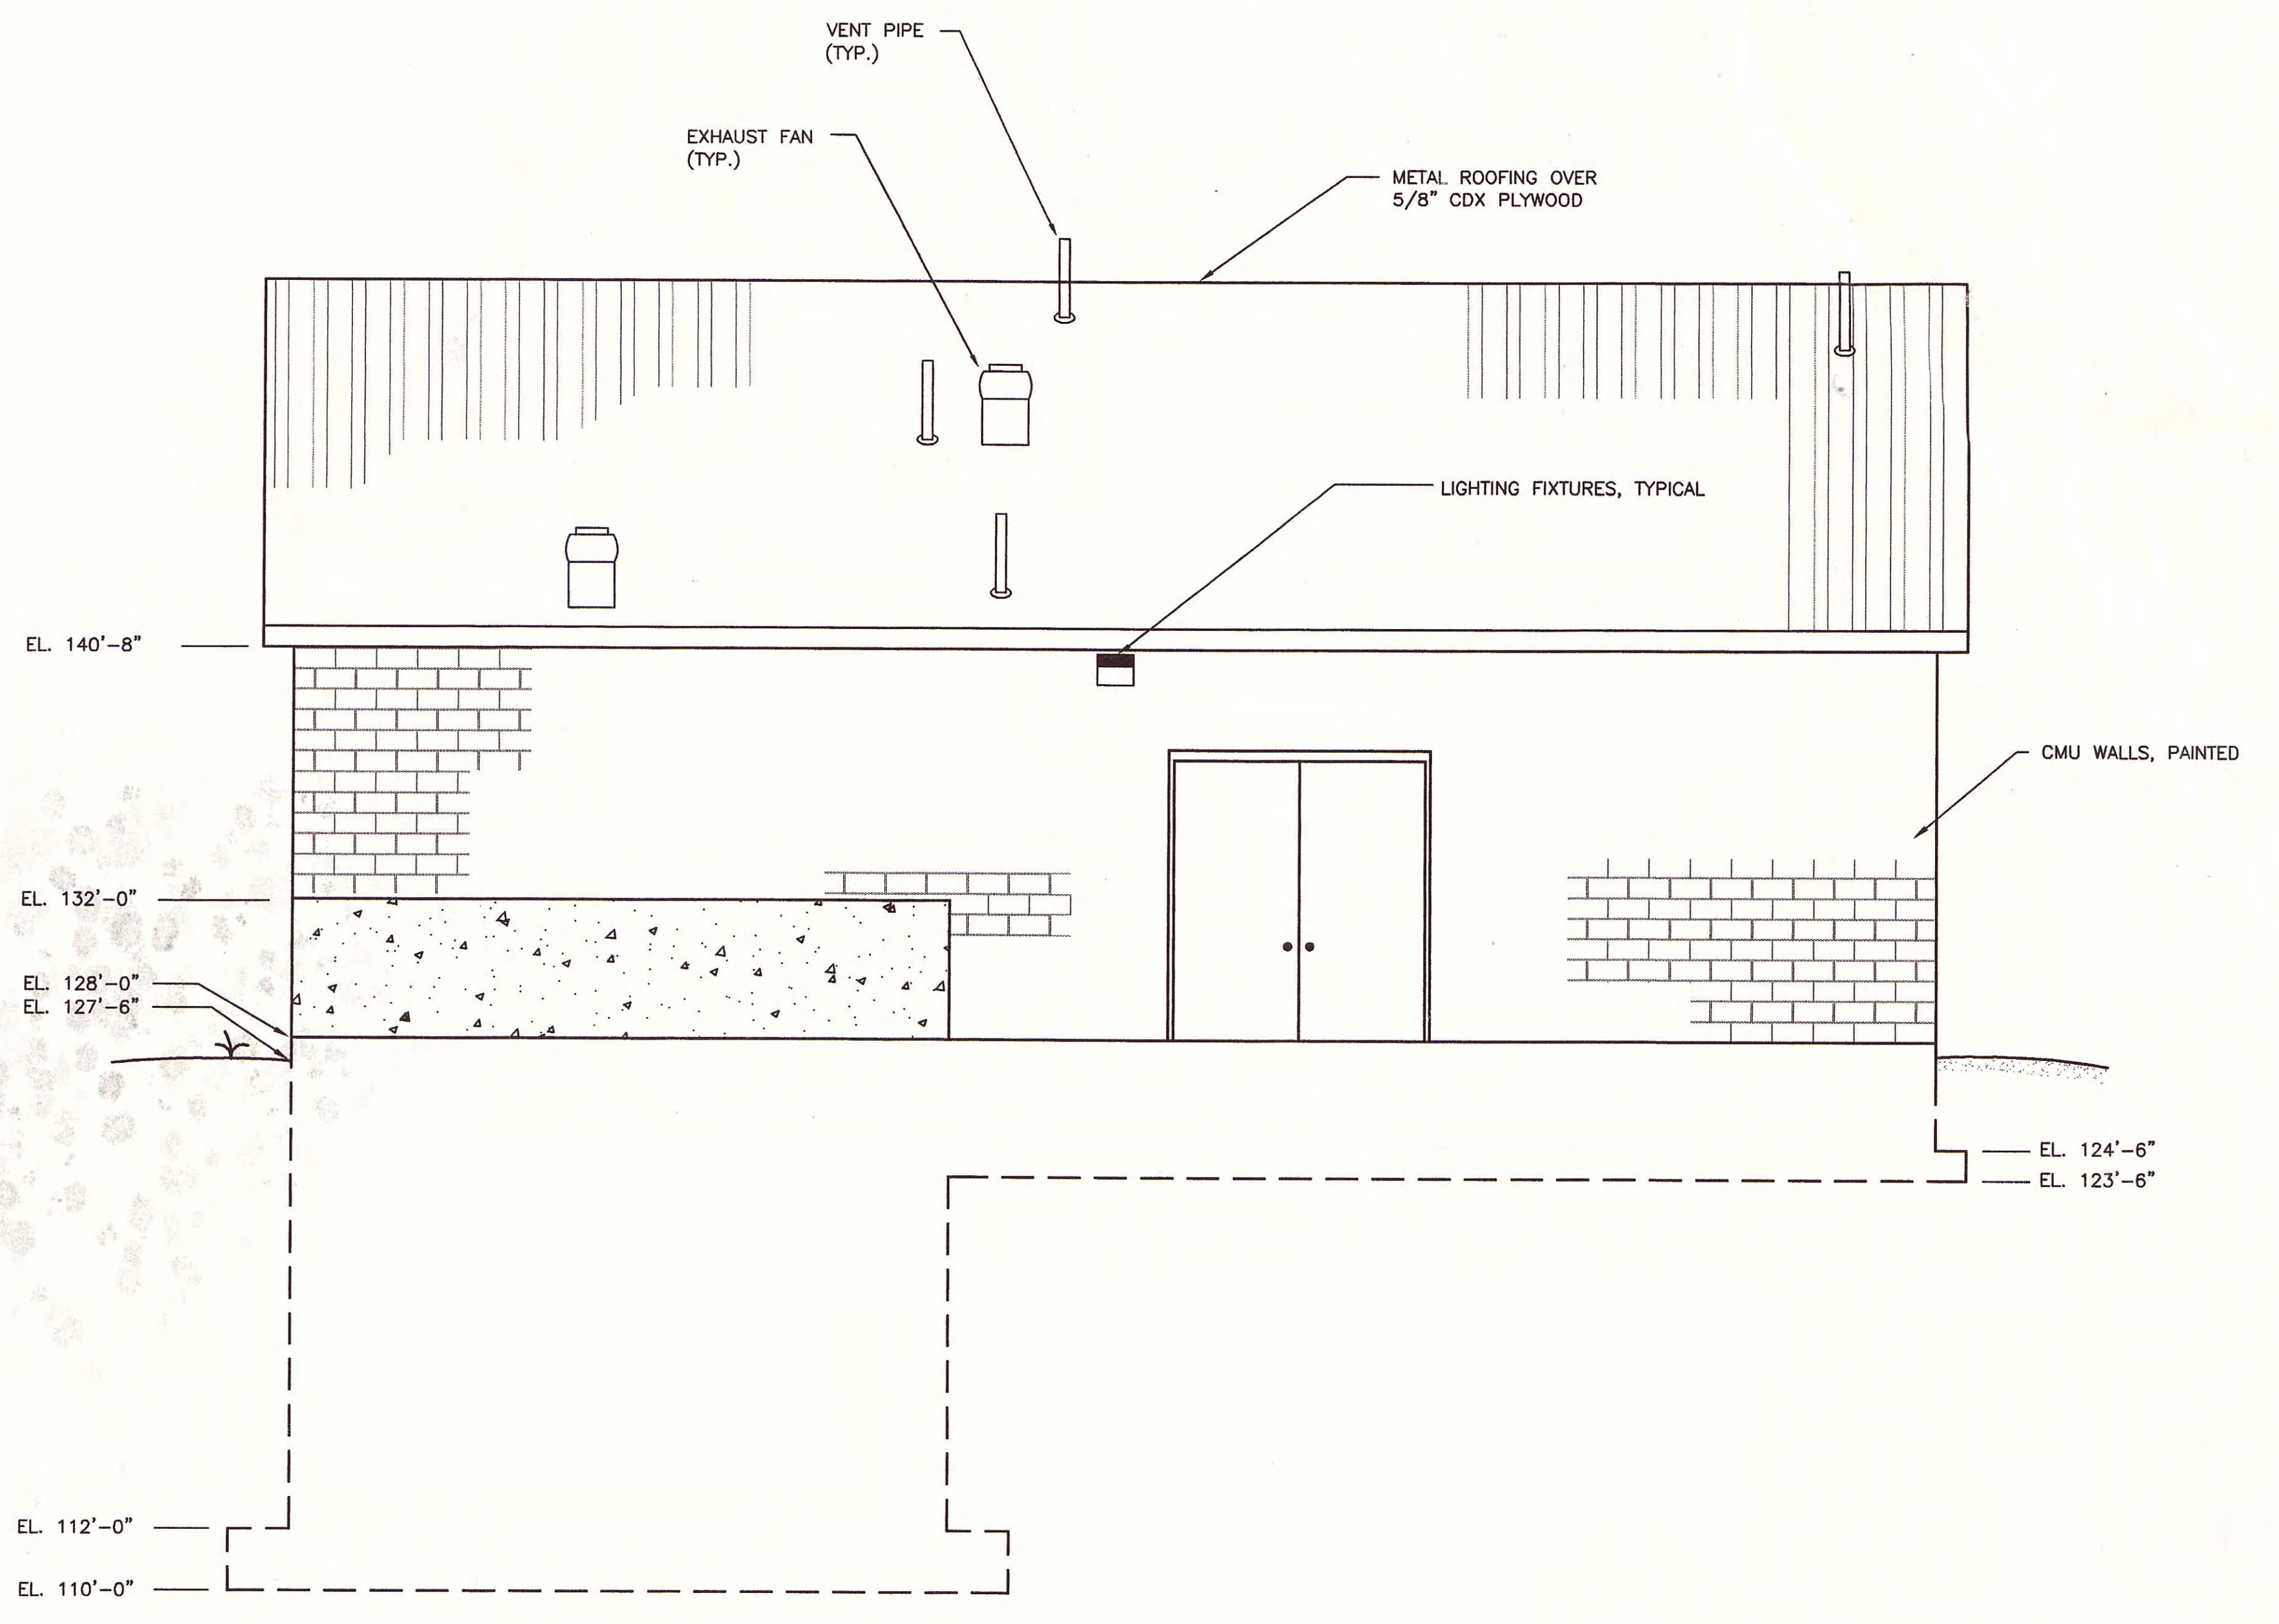 VENT PIPE
(TYP.)
EXHAUST FAN
(TYP.)
METAL ROOFING OVER
5/8" CDX PLYWOOD
LIGHTING FIXTURES, TYPICAL
EL. 140'-8"
CMU WALLS, PAINTED
EL. 132'-0"
EL. 128'-0"
EL. 127'-6"
EL. 124'-6"
EL. 123'-6"
EL. 112'-0"
EL. 110'-0"